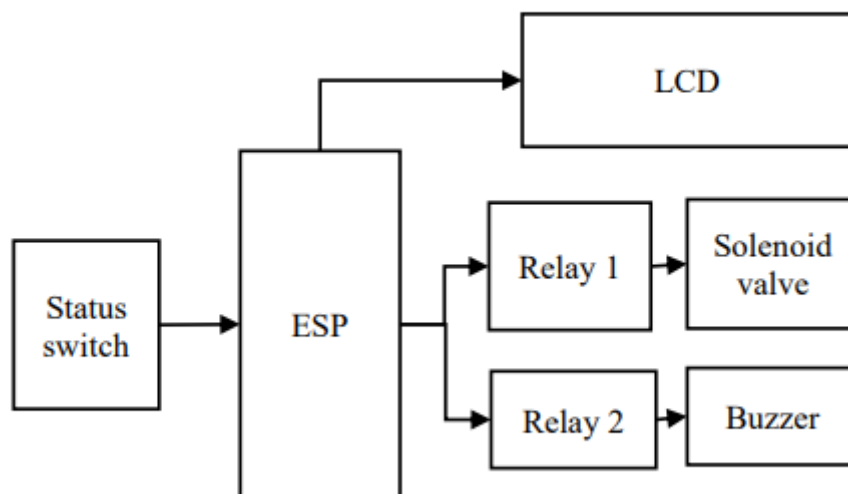 LCD
Status
switch
ESP
Relay 1
Solenoid
valve
Relay 2
Buzzer